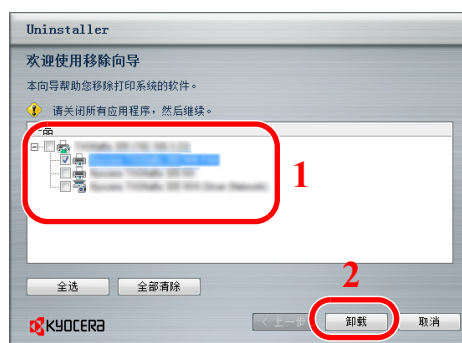 Uninstaller
欢迎使用移除向导
本向导帮助您移除打印系统的软件。
请关闭所有应用程序，然后继续。
产品
1
2
全选 全部清除
KYOCERA <上一步 卸载 取消